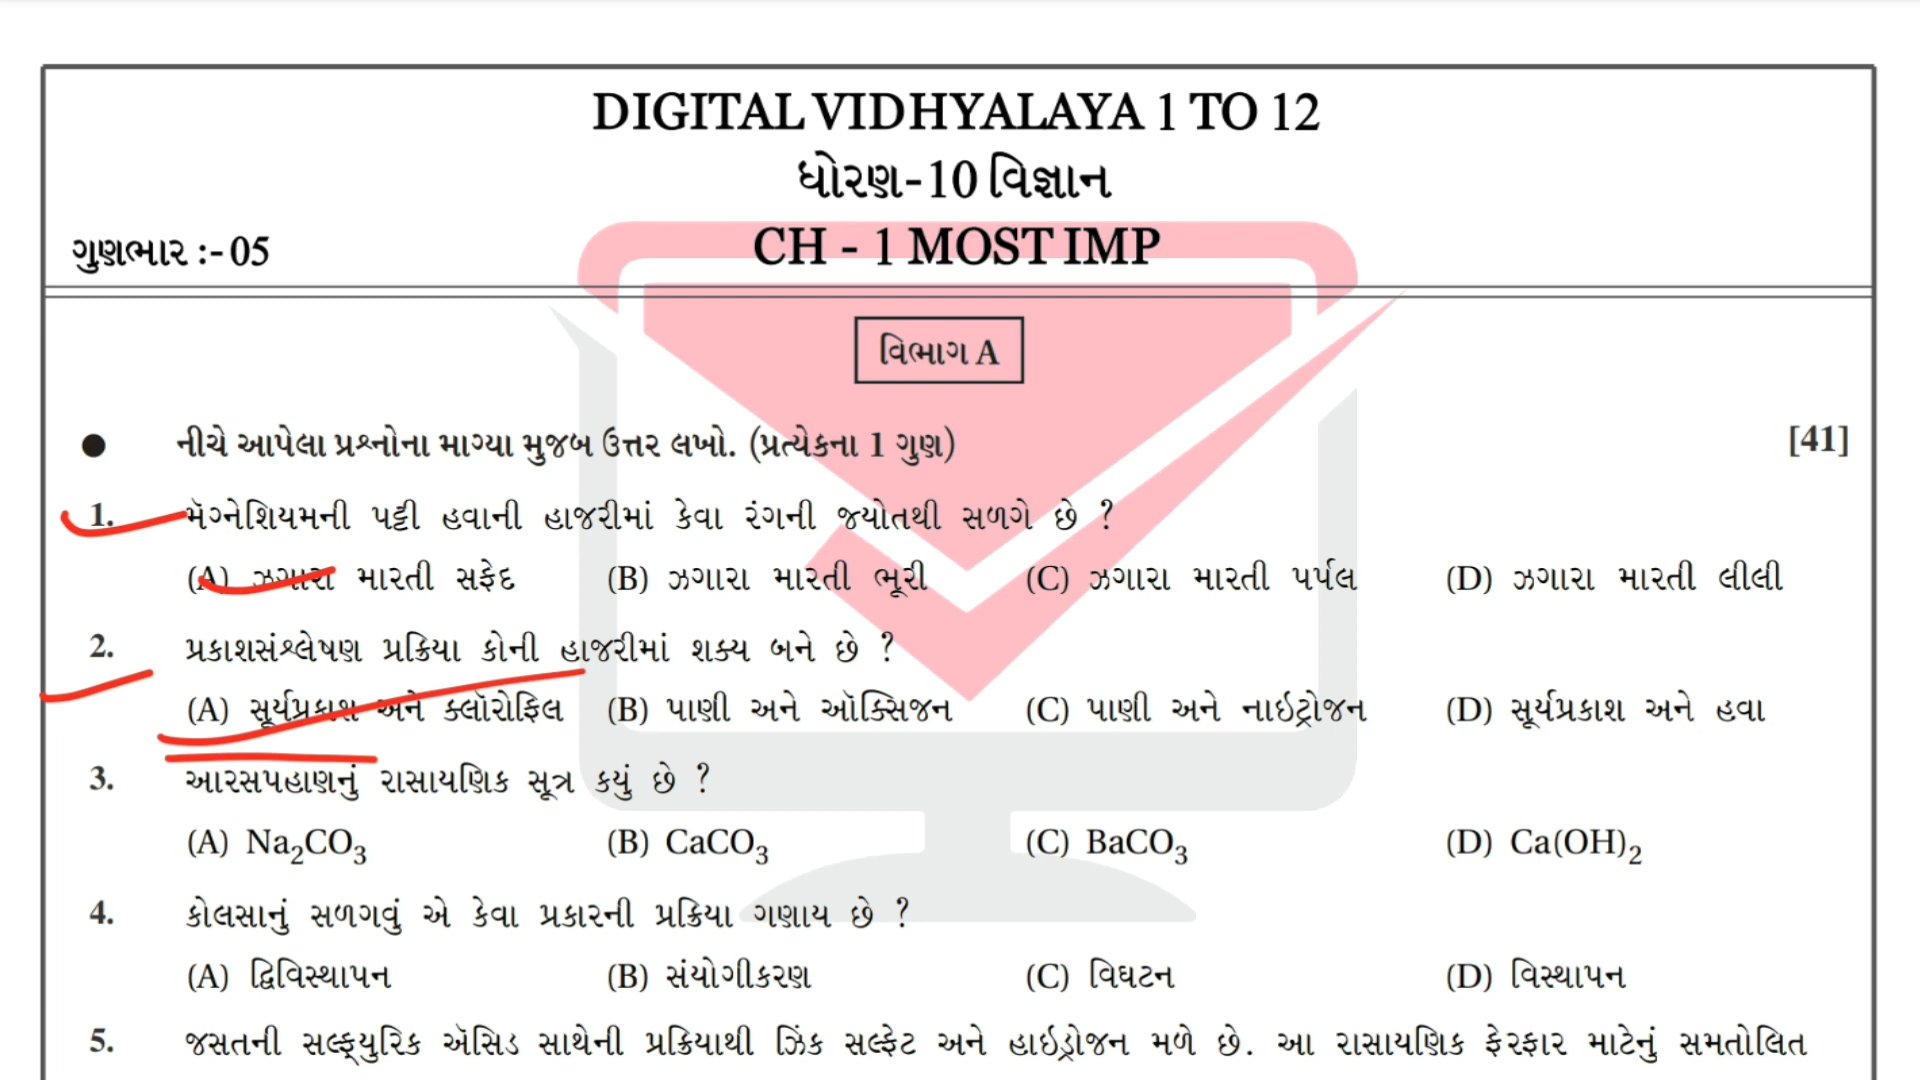 DIGITAL VIDHYALAYA 1 TO 12
ધોરણ-10 વિજ્ઞાન
ગુણભાર :- 05
CH - 1 MOST IMP
વિભાગ A
● નીચે આપેલા પ્રશ્નોના માગ્યા મુજબ ઉત્તર લખો. (પ્રત્યેકના 1 ગુણ) [41]
1. મૅગ્નેશિયમની પટ્ટી હવાની હાજરીમાં કેવા રંગની જ્યોતથી સળગે છે ?
(A) ઝગારા મારતી સફેદ (B) ઝગારા મારતી ભૂરી (C) ઝગારા મારતી પર્પલ (D) ઝગારા મારતી લીલી
2. પ્રકાશસંશ્લેષણ પ્રક્રિયા કોની હાજરીમાં શક્ય બને છે ?
(A) સૂર્યપ્રકાશ અને ક્લૉરોફિલ (B) પાણી અને ઑક્સિજન (C) પાણી અને નાઇટ્રોજન (D) સૂર્યપ્રકાશ અને હવા
3. આરસપહાણનું રાસાયણિક સૂત્ર કયું છે ?
(A) Na₂CO₃ (B) CaCO₃ (C) BaCO₃ (D) Ca(OH)₂
4. કોલસાનું સળગવું એ કેવા પ્રકારની પ્રક્રિયા ગણાય છે ?
(A) દ્વિવિસ્થાપન (B) સંયોગીકરણ (C) વિઘટન (D) વિસ્થાપન
5. જસતની સલ્ફ્યુરિક ઍસિડ સાથેની પ્રક્રિયાથી ઝિંક સલ્ફેટ અને હાઇડ્રોજન મળે છે. આ રાસાયણિક ફેરફાર માટેનું સમતોલિત